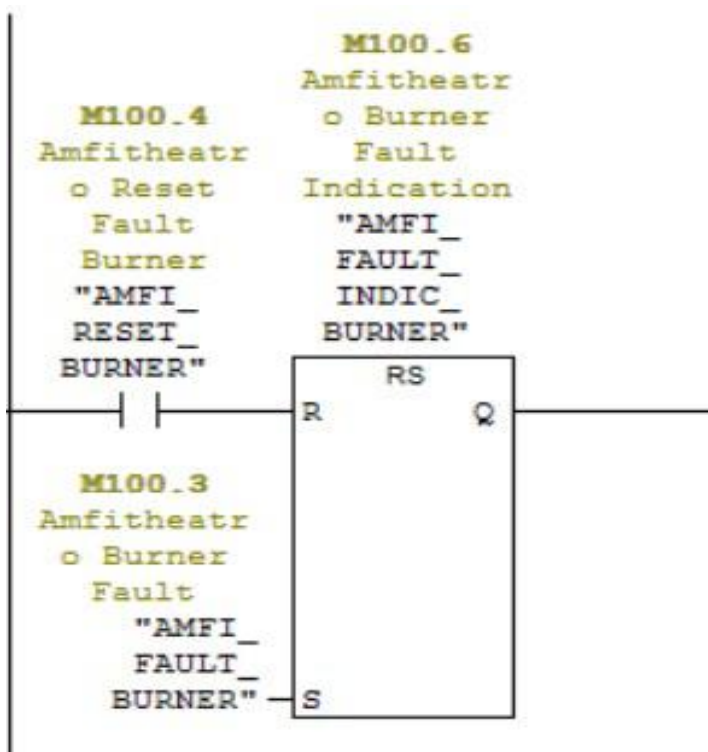 M100.6
Amfitheatr
o Burner
Fault
Indication
"AMFI_
FAULT_
INDIC_
BURNER"
M100.4
Amfitheatr
o Reset
Fault
Burner
"AMFI_
RESET_
BURNER"
RS
R
Q
M100.3
Amfitheatr
o Burner
Fault
"AMFI_
FAULT_
BURNER"
S